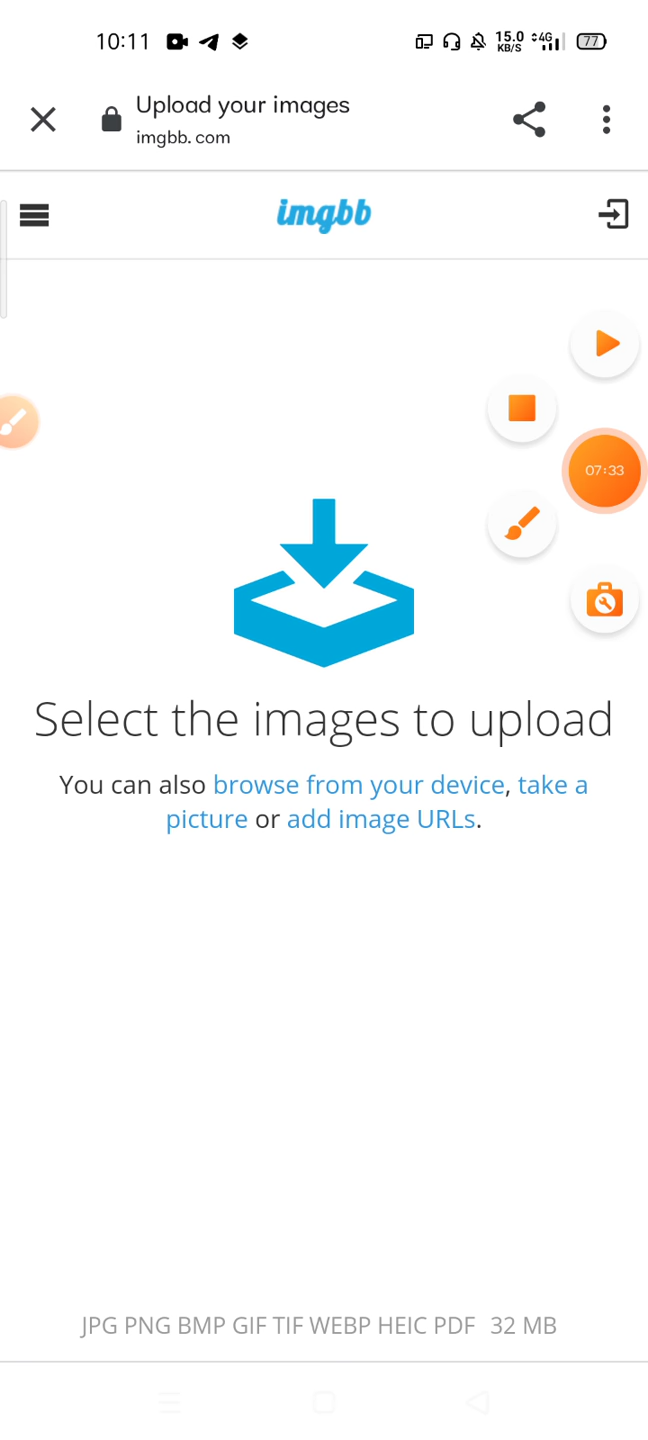 10:11
15.0
KB/S
4G
77
Upload your images
imgbb.com
imgbb
07:33
Select the images to upload
You can also browse from your device, take a
picture or add image URLs.
JPG PNG BMP GIF TIF WEBP HEIC PDF 32 MB